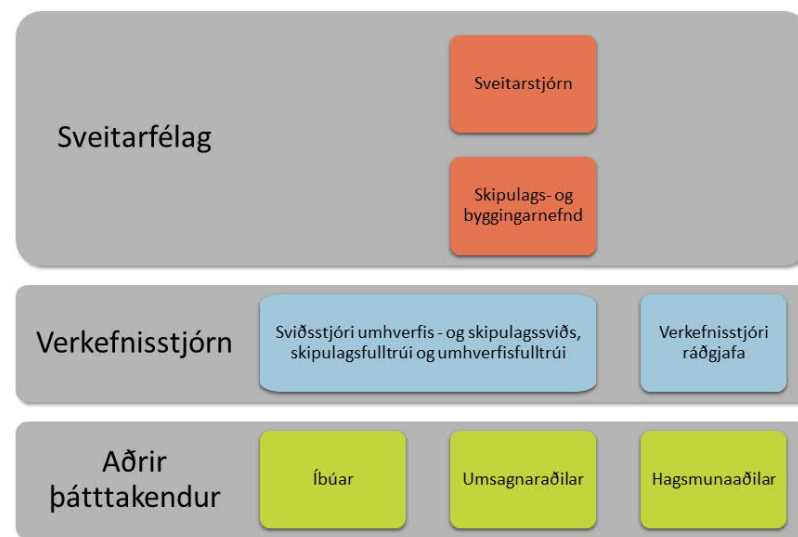 Sveitarfélag
Sveitarstjórn
Skipulags- og
byggingarnefnd
Verkefnisstjórn
Sviðsstjóri umhverfis - og skipulagssviðs,
skipulagsfulltrúi og umhverfisfulltrúi
Verkefnisstjóri
ráðgjafa
Aðrir
þátttakendur
Íbúar
Umsagnaraðilar
Hagsmunaaðilar